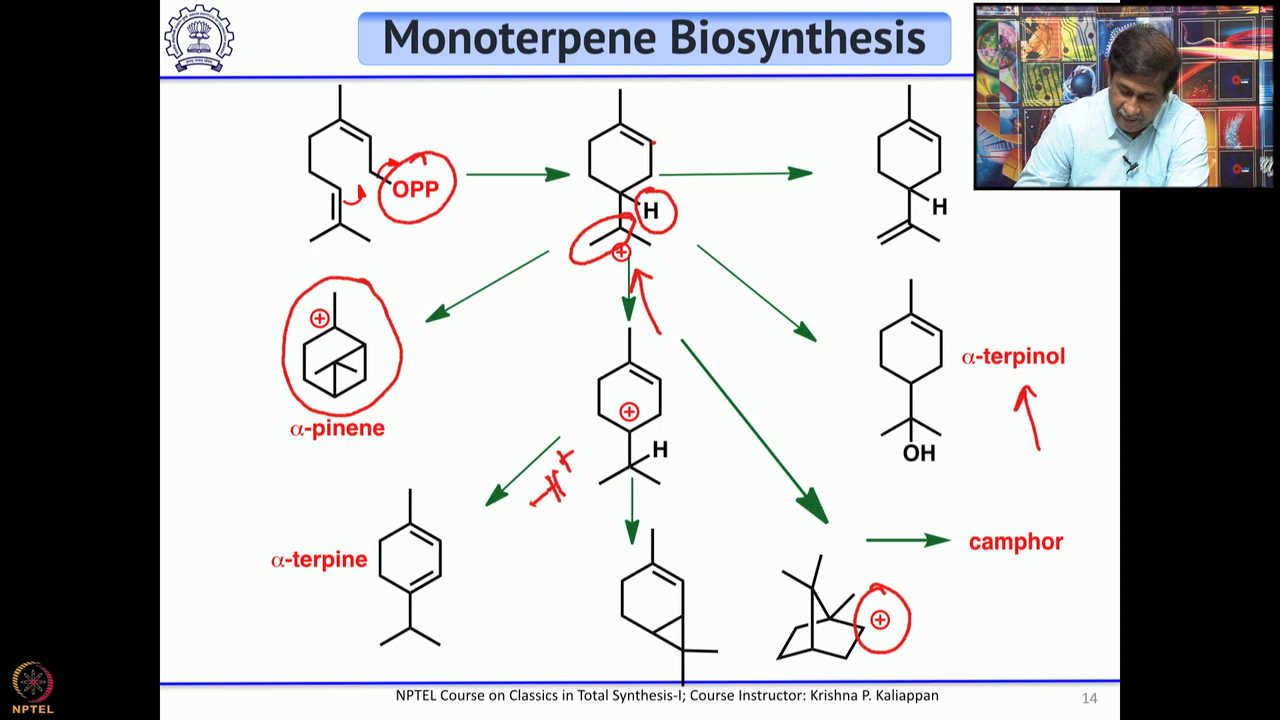 Monoterpene Biosynthesis
OPP
H
H
⊕
⊕
α-pinene
⊕
H
α-terpinol
OH
-H+
α-terpine
camphor
⊕
NPTEL Course on Classics in Total Synthesis-I; Course Instructor: Krishna P. Kaliappan
14
NPTEL